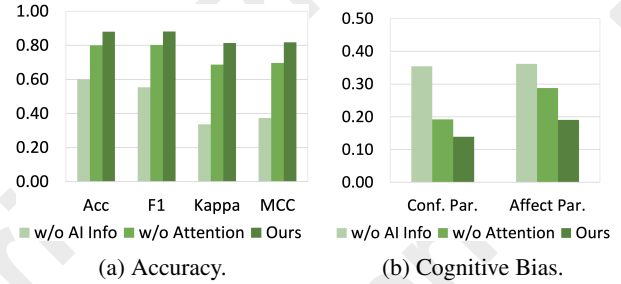 1.00
0.80
0.60
0.40
0.20
0.00
Acc F1 Kappa MCC
w/o AI Info w/o Attention Ours
(a) Accuracy.
0.50
0.40
0.30
0.20
0.10
0.00
Conf. Par. Affect Par.
w/o AI Info w/o Attention Ours
(b) Cognitive Bias.